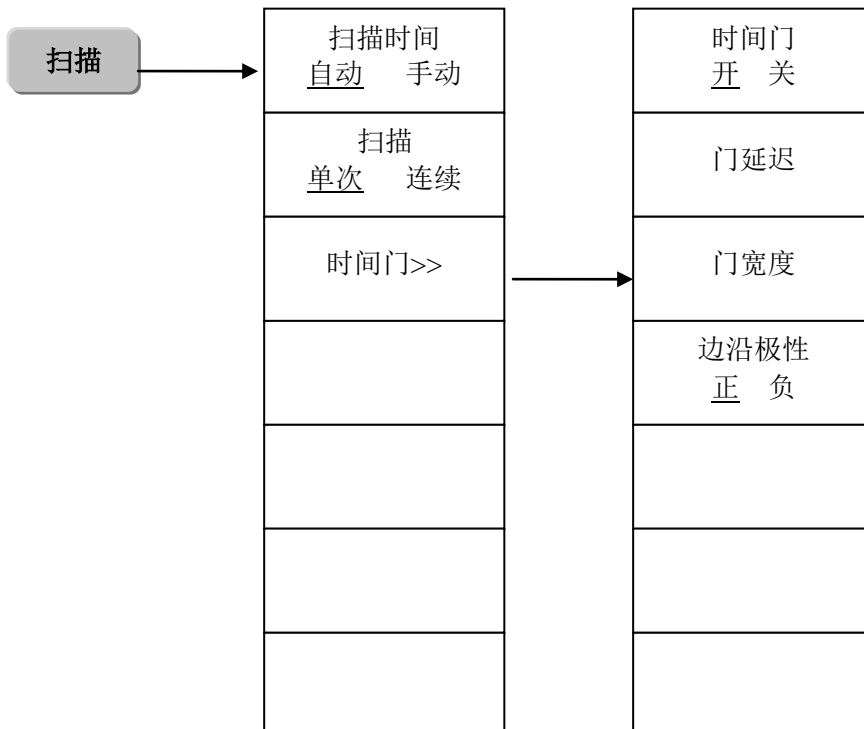 扫描
扫描时间
自动 手动
扫描
单次 连续
时间门>>
时间门
开 关
门延迟
门宽度
边沿极性
正 负